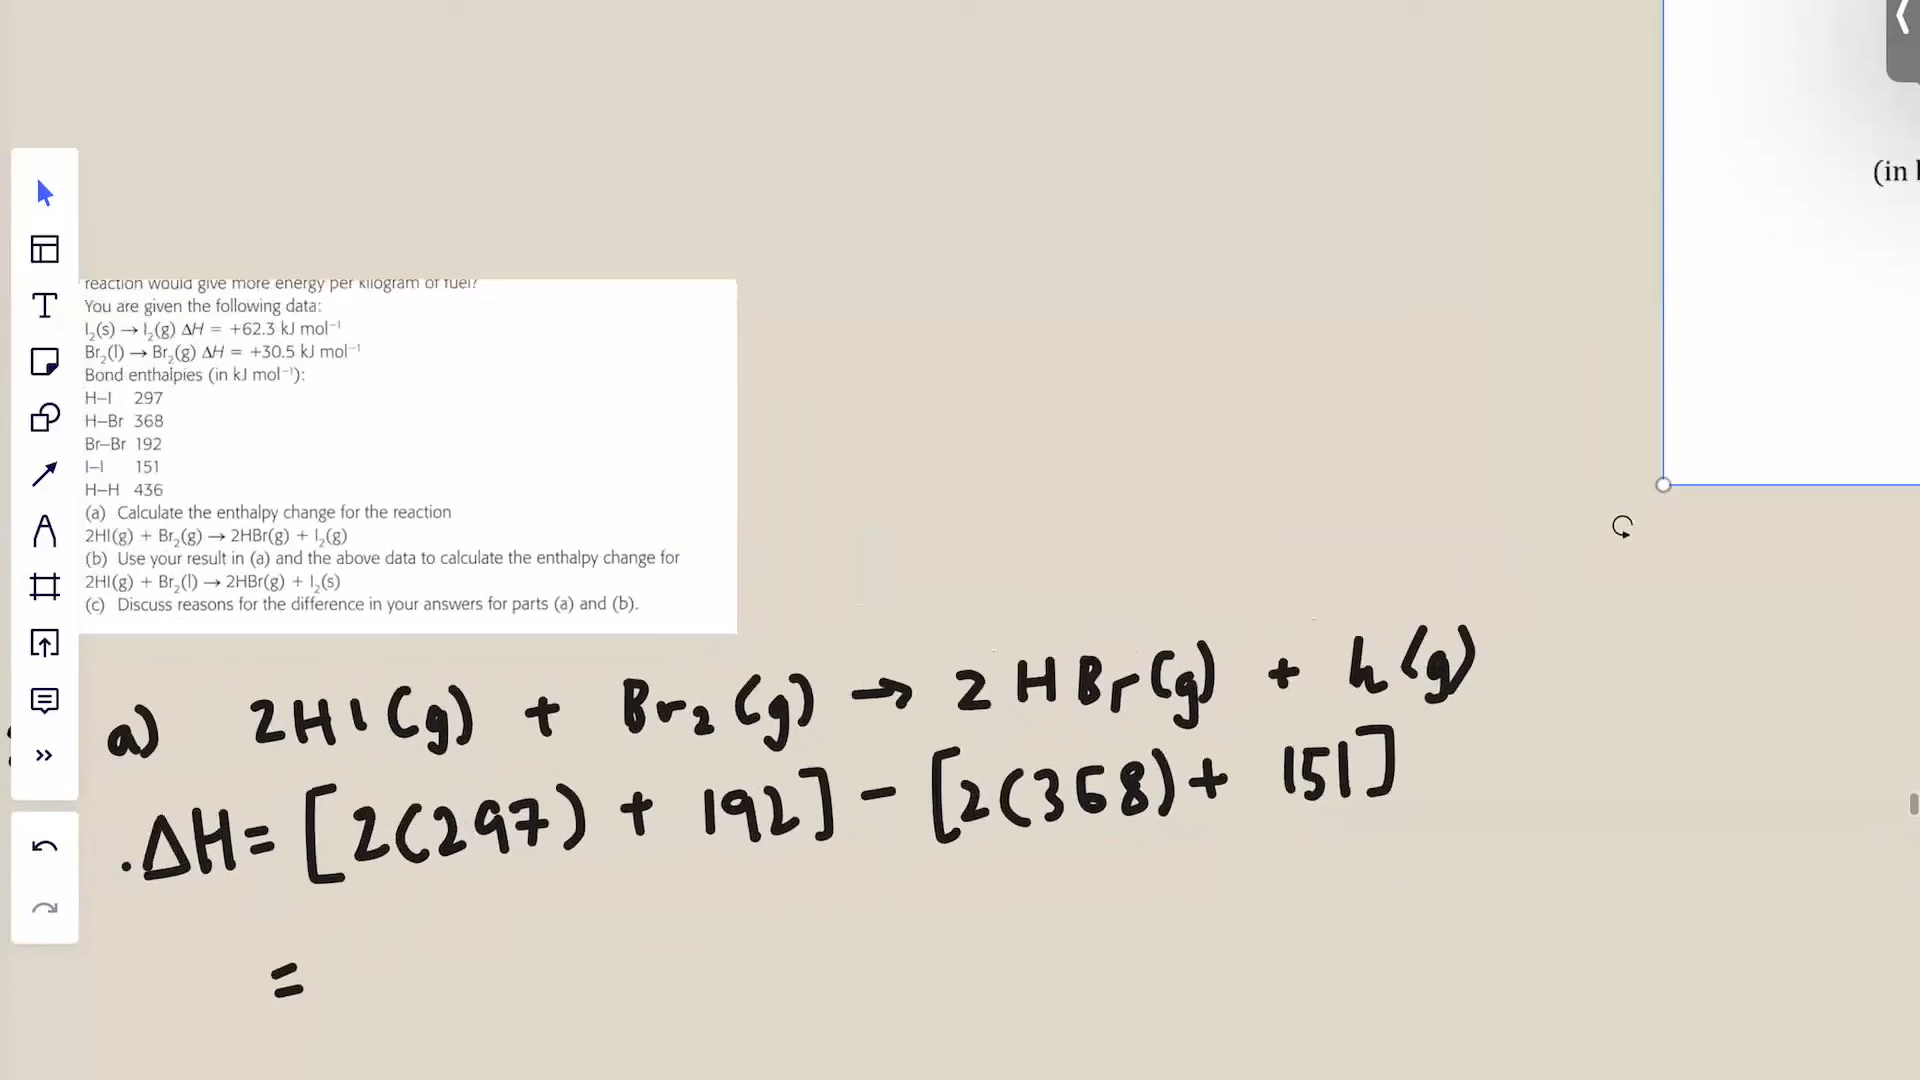 (in
reaction would give more energy per kilogram of fuel?
You are given the following data:
I₂(s) → I₂(g) ΔH = +62.3 kJ mol⁻¹
Br₂(l) → Br₂(g) ΔH = +30.5 kJ mol⁻¹
Bond enthalpies (in kJ mol⁻¹):
H–I 297
H–Br 368
Br–Br 192
I–I 151
H–H 436
(a) Calculate the enthalpy change for the reaction
2HI(g) + Br₂(g) → 2HBr(g) + I₂(g)
(b) Use your result in (a) and the above data to calculate the enthalpy change for
2HI(g) + Br₂(l) → 2HBr(g) + I₂(s)
(c) Discuss reasons for the difference in your answers for parts (a) and (b).
a) 2HI(g) + Br₂(g) → 2HBr(g) + I₂(g)
.ΔH= [2(297) + 192] - [2(368) + 151]
=